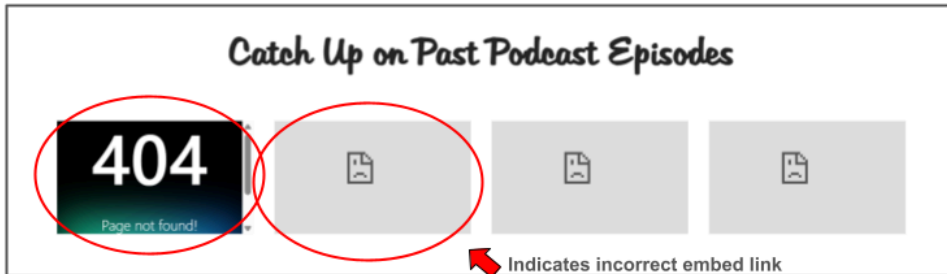 Catch Up on Past Podcast Episodes
404
Page not found!
Indicates incorrect embed link